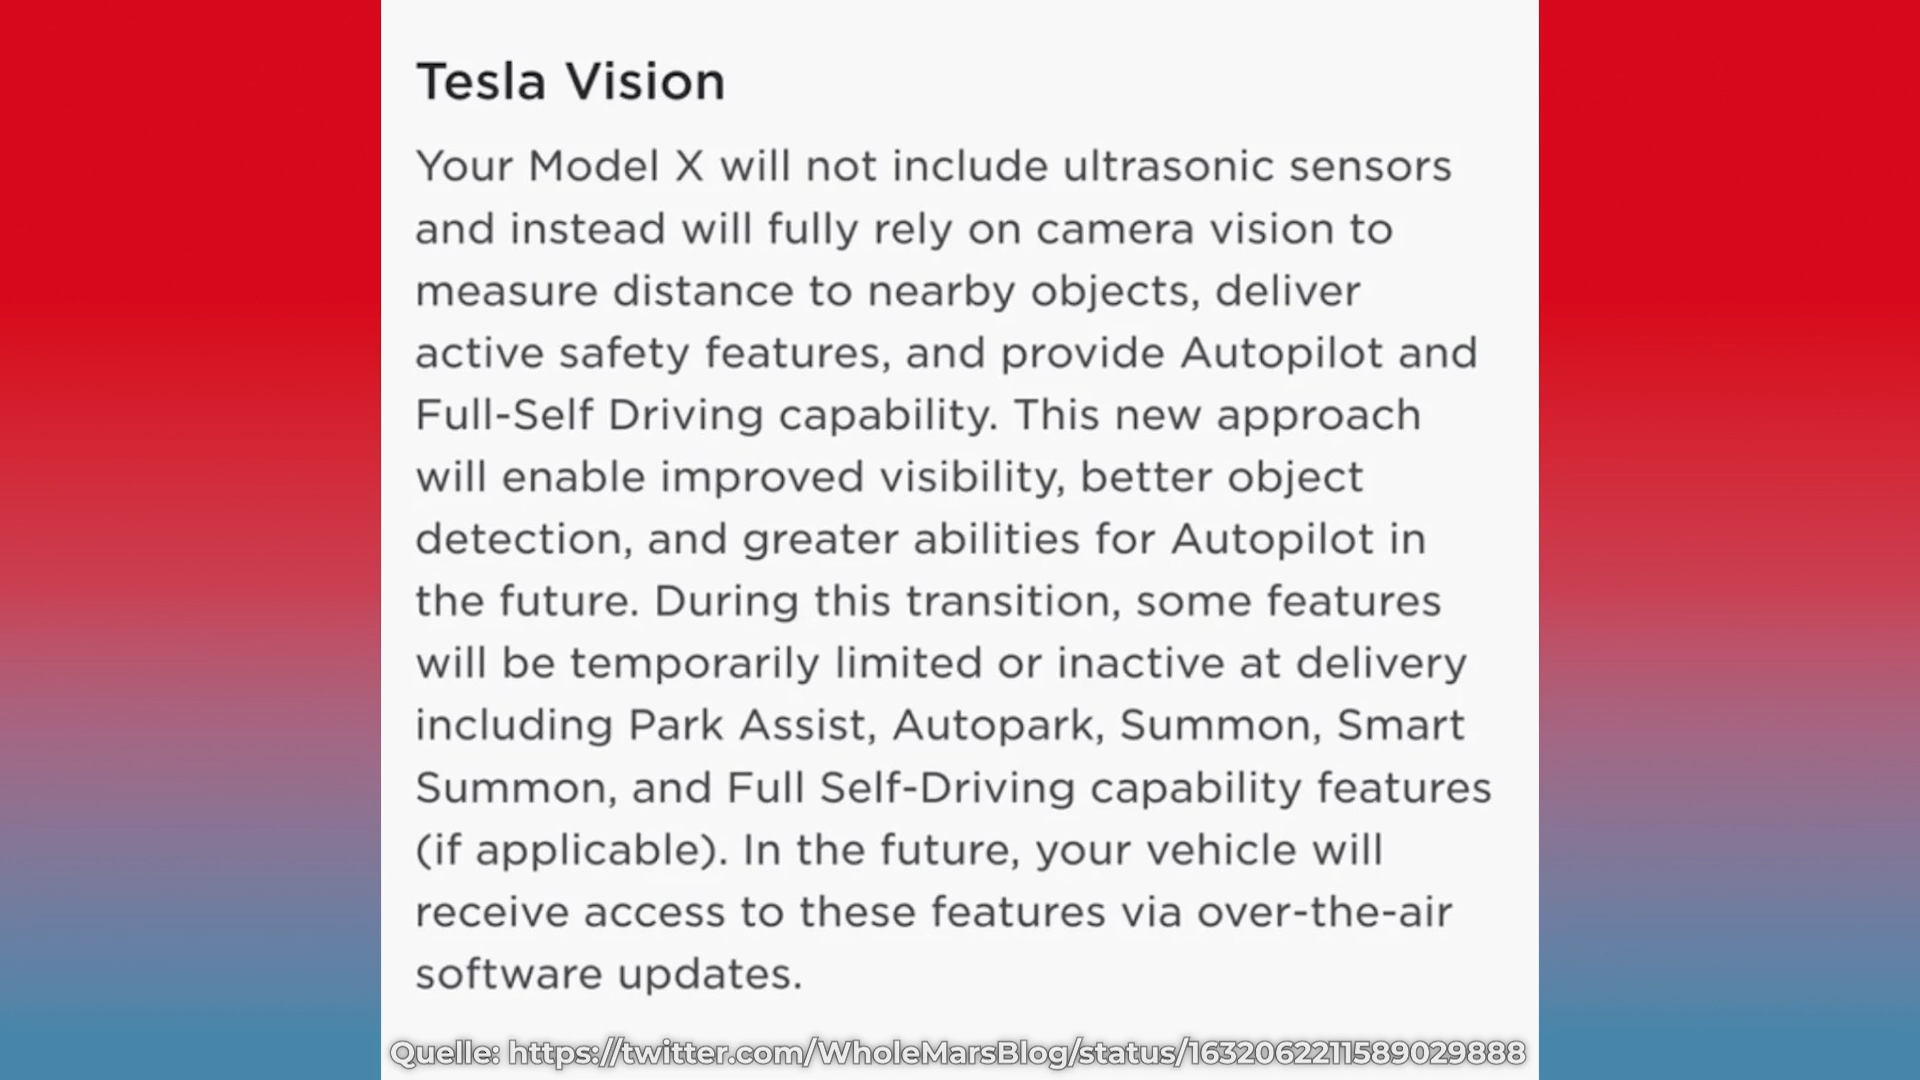 Tesla Vision
Your Model X will not include ultrasonic sensors
and instead will fully rely on camera vision to
measure distance to nearby objects, deliver
active safety features, and provide Autopilot and
Full-Self Driving capability. This new approach
will enable improved visibility, better object
detection, and greater abilities for Autopilot in
the future. During this transition, some features
will be temporarily limited or inactive at delivery
including Park Assist, Autopark, Summon, Smart
Summon, and Full Self-Driving capability features
(if applicable). In the future, your vehicle will
receive access to these features via over-the-air
software updates.
Quelle: https://twitter.com/WholeMarsBlog/status/1632062211589029888